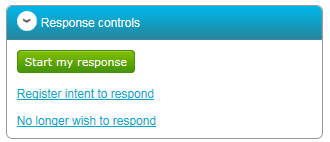 Response controls
Start my response
Register intent to respond
No longer wish to respond